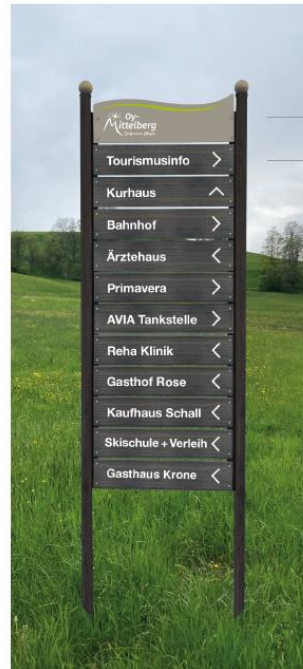 Oy-
Mittelberg
Tourismusinfo
Kurhaus
Bahnhof
Ärztehaus
Primavera
AVIA Tankstelle
Reha Klinik
Gasthof Rose
Kaufhaus Schall
Skischule + Verleih
Gasthaus Krone